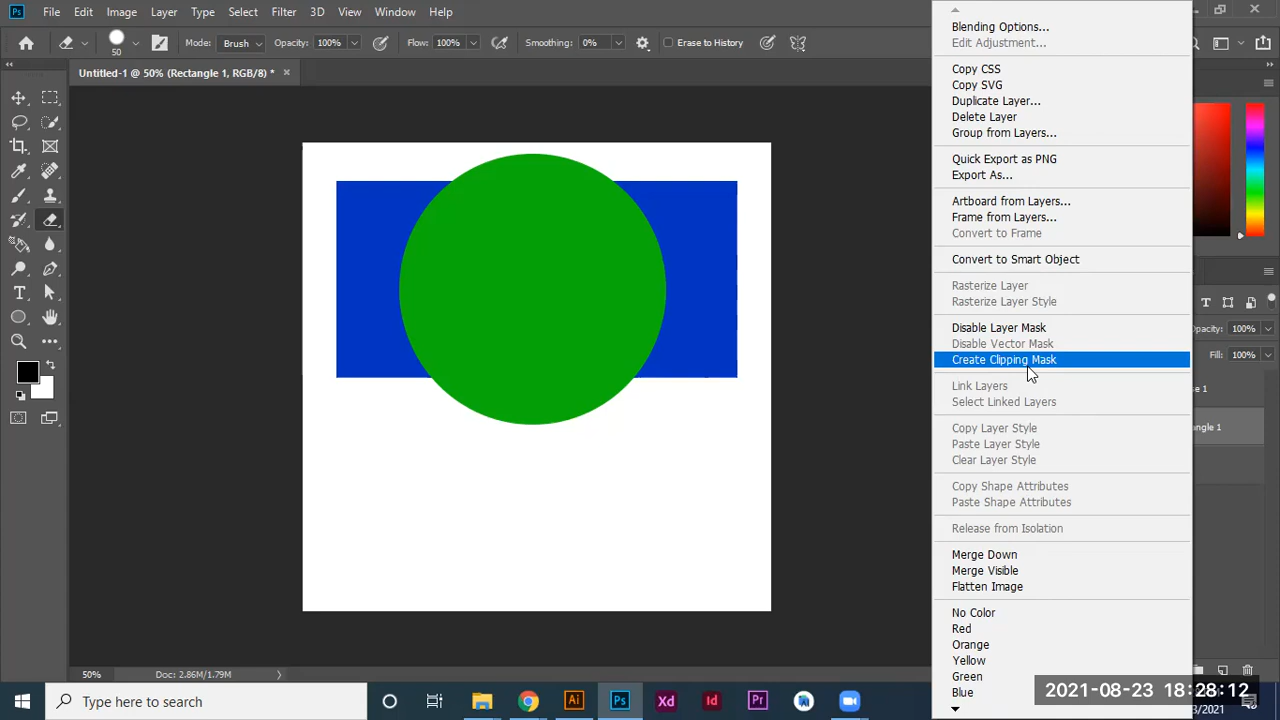 Ps File Edit Image Layer Type Select Filter 3D View Window Help
50 Mode: Brush Opacity: 100% Flow: 100% Smoothing: 0% Erase to History
Untitled-1 @ 50% (Rectangle 1, RGB/8) *
Blending Options...
Edit Adjustment...
Copy CSS
Copy SVG
Duplicate Layer...
Delete Layer
Group from Layers...
Quick Export as PNG
Export As...
Artboard from Layers...
Frame from Layers...
Convert to Frame
Convert to Smart Object
Rasterize Layer
Rasterize Layer Style
Disable Layer Mask
Disable Vector Mask
Create Clipping Mask
Link Layers
Select Linked Layers
Copy Layer Style
Paste Layer Style
Clear Layer Style
Copy Shape Attributes
Paste Shape Attributes
Release from Isolation
Merge Down
Merge Visible
Flatten Image
No Color
Red
Orange
Yellow
Green
Blue
Opacity: 100%
Fill: 100%
50% Doc: 2.86M/1.79M
2021-08-23 18:28:12
Type here to search
Ai Ps Xd Id Pr